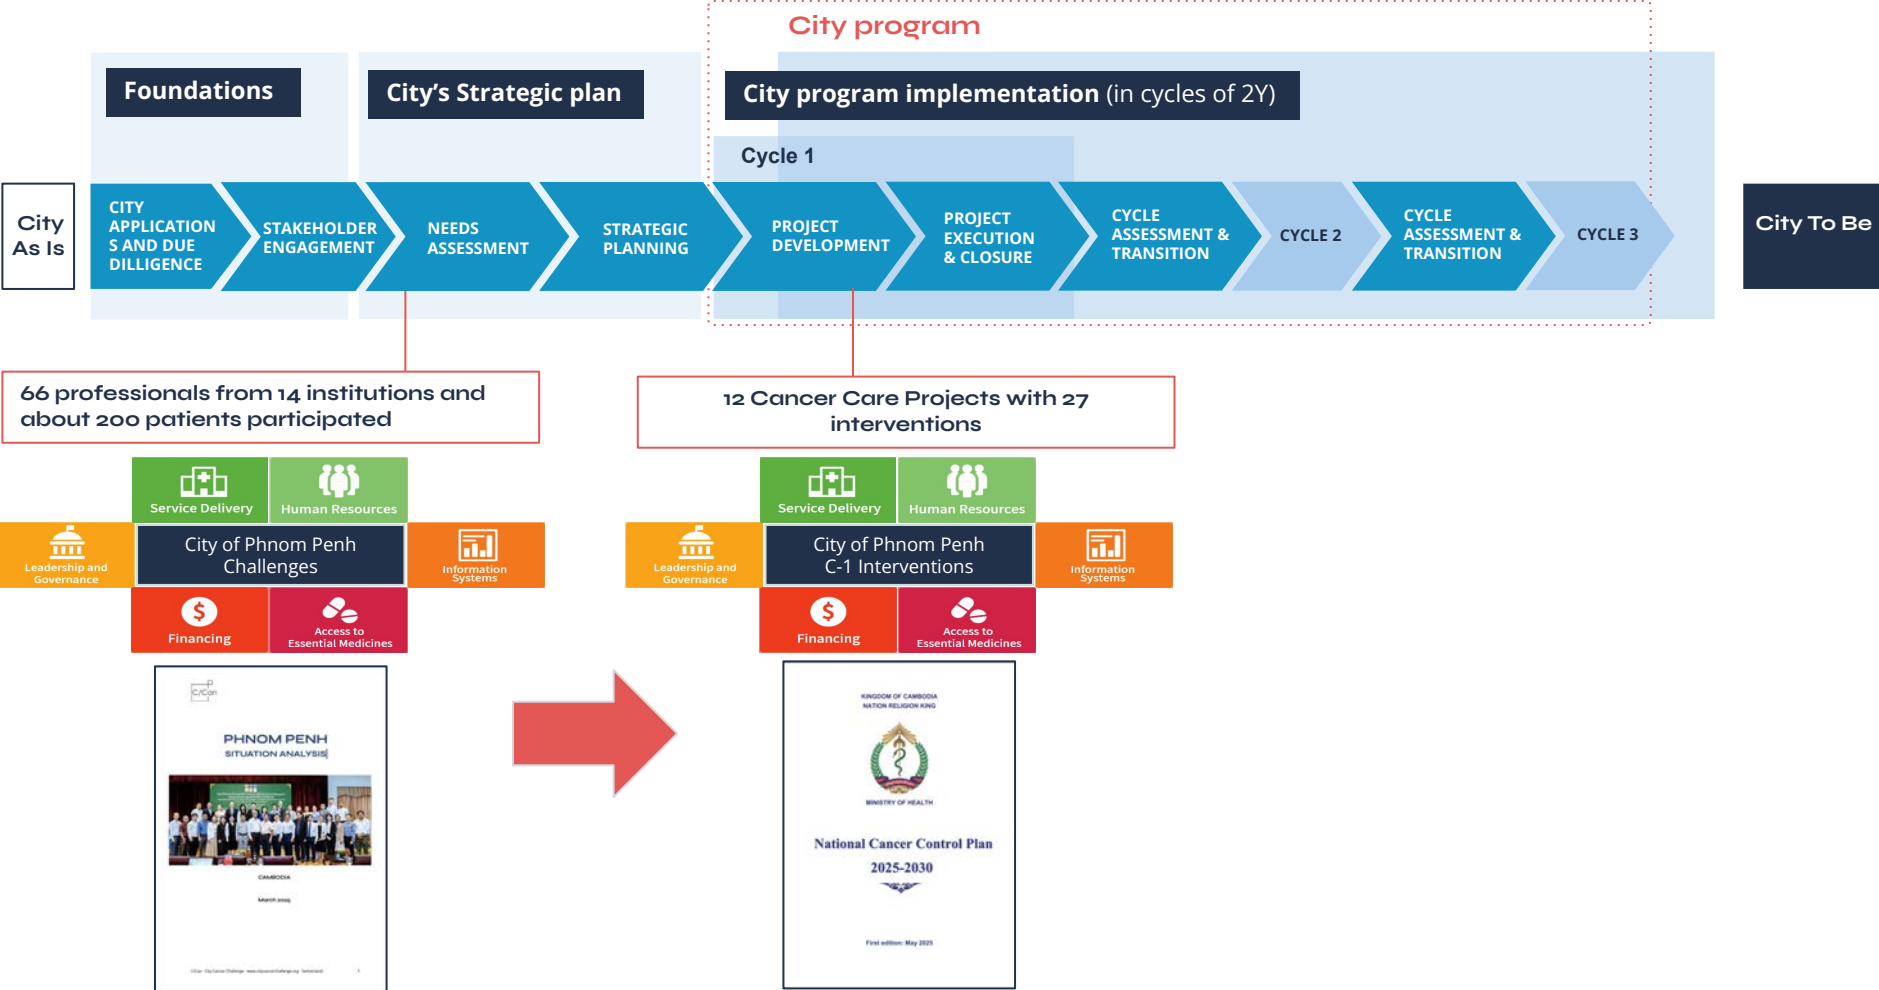 City program
Foundations
City’s Strategic plan
City program implementation (in cycles of 2Y)
Cycle 1
City
As Is
CITY
APPLICATION
S AND DUE
DILLIGENCE
STAKEHOLDER
ENGAGEMENT
NEEDS
ASSESSMENT
STRATEGIC
PLANNING
PROJECT
DEVELOPMENT
PROJECT
EXECUTION
& CLOSURE
CYCLE
ASSESSMENT &
TRANSITION
CYCLE 2
CYCLE
ASSESSMENT &
TRANSITION
CYCLE 3
City To Be
66 professionals from 14 institutions and
about 200 patients participated
12 Cancer Care Projects with 27
interventions
Service Delivery
Human Resources
Leadership and
Governance
City of Phnom Penh
Challenges
Information
Systems
Financing
Access to
Essential Medicines
Service Delivery
Human Resources
Leadership and
Governance
City of Phnom Penh
C-1 Interventions
Information
Systems
Financing
Access to
Essential Medicines
C/Can
PHNOM PENH
SITUATION ANALYSIS
CAMBODIA
March 2025
KINGDOM OF CAMBODIA
NATION RELIGION KING
MINISTRY OF HEALTH
National Cancer Control Plan
2025-2030
First edition: May 2025